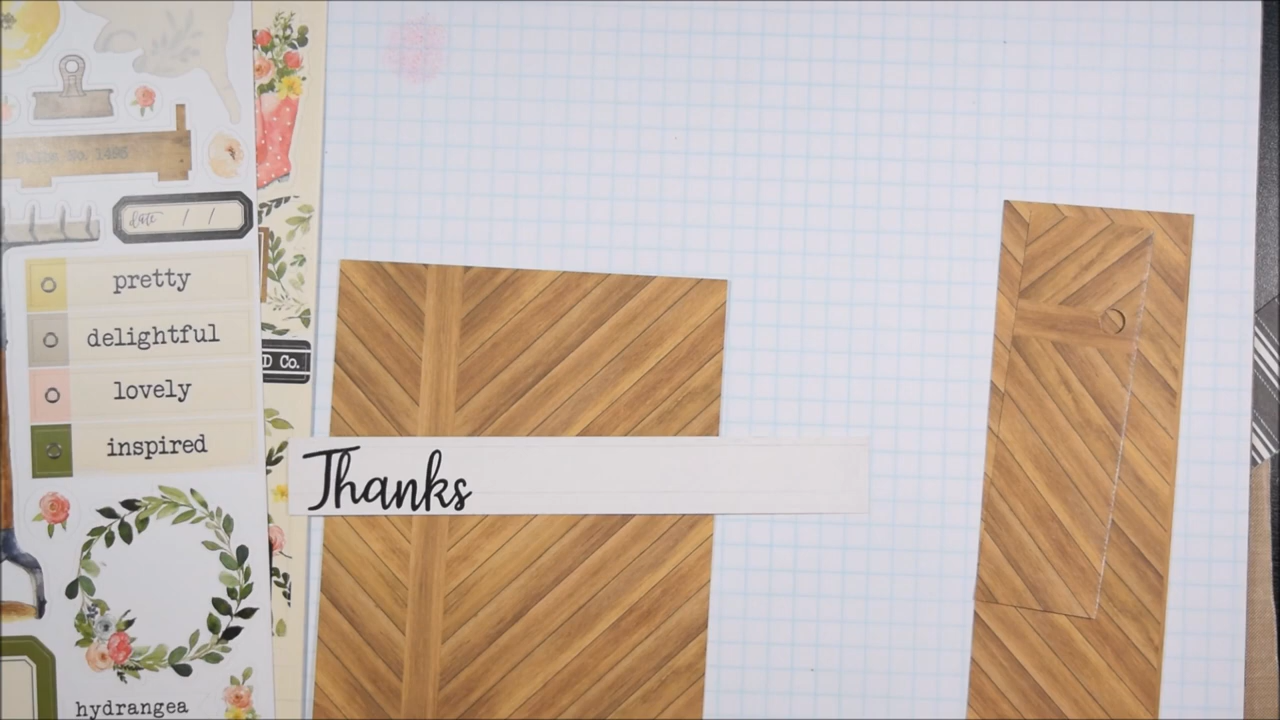 date / /
pretty
delightful
D Co.
lovely
inspired
Thanks
hydrangea